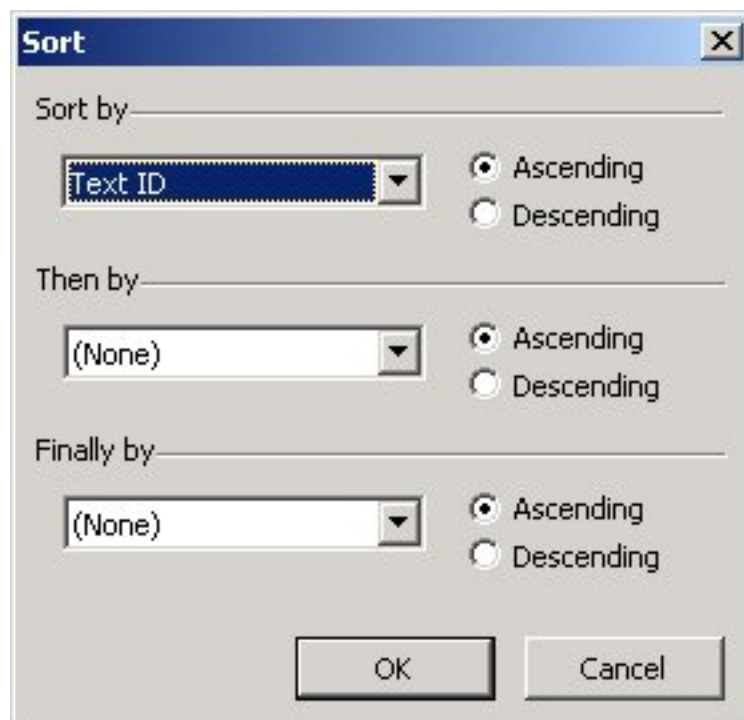 Sort
Sort by
Text ID
Ascending
Descending
Then by
(None)
Ascending
Descending
Finally by
(None)
Ascending
Descending
OK Cancel